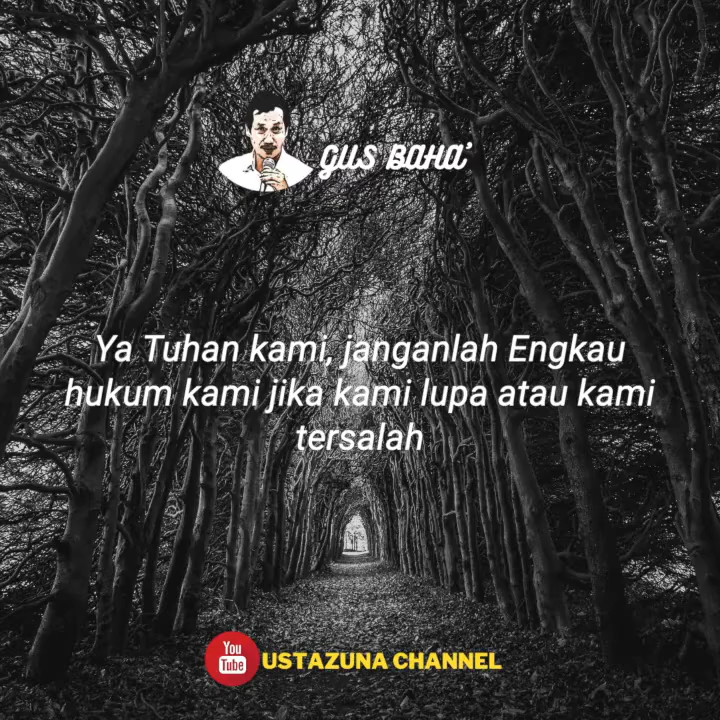 GUS BAHA'
Ya Tuhan kami, janganlah Engkau
hukum kami jika kami lupa atau kami
tersalah
You
Tube
USTAZUNA CHANNEL